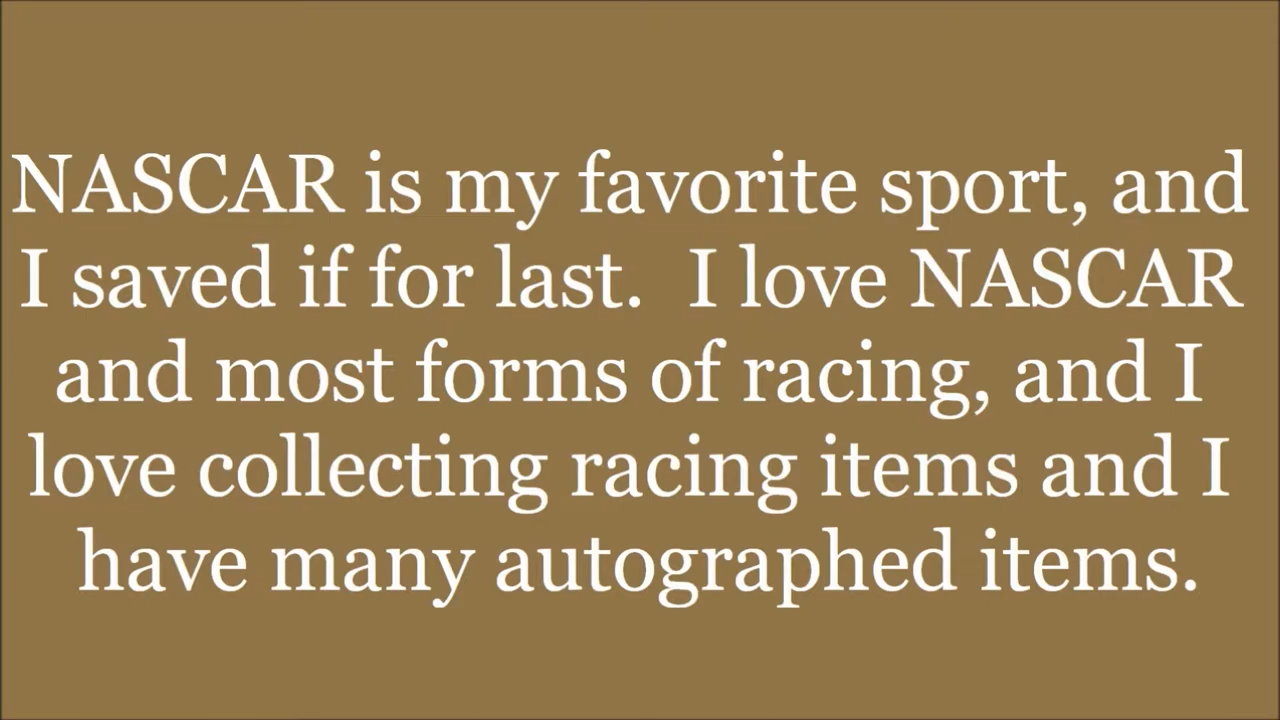 NASCAR is my favorite sport, and
I saved if for last.  I love NASCAR
and most forms of racing, and I
love collecting racing items and I
have many autographed items.